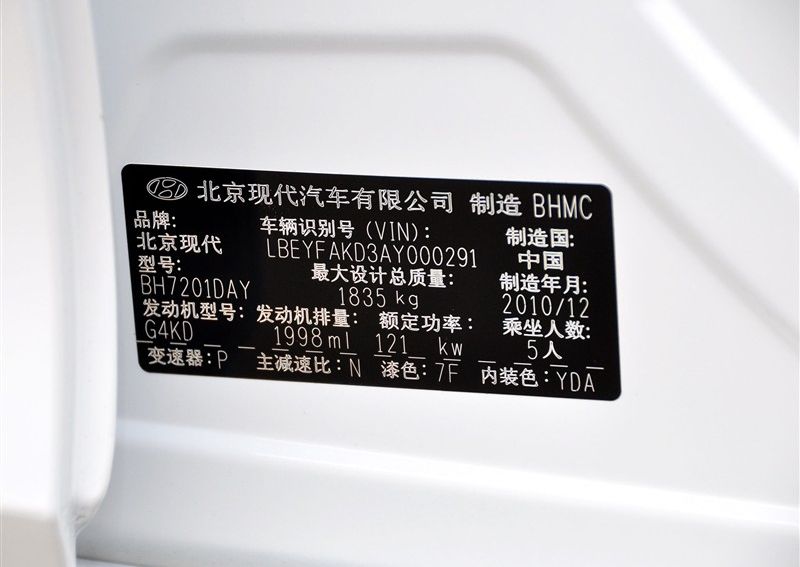 北京现代汽车有限公司 制造 BHMC
品牌: 车辆识别号 (VIN): 制造国:
北京现代 LBEYFAKD3AY000291 中国
型号: 最大设计总质量: 制造年月:
BH7201DAY 1835 kg 2010/12
发动机型号: 发动机排量: 额定功率: 乘坐人数:
G4KD 1998ml 121 kw 5人
变速器:P 主减速比:N 漆色:7F 内装色:YDA